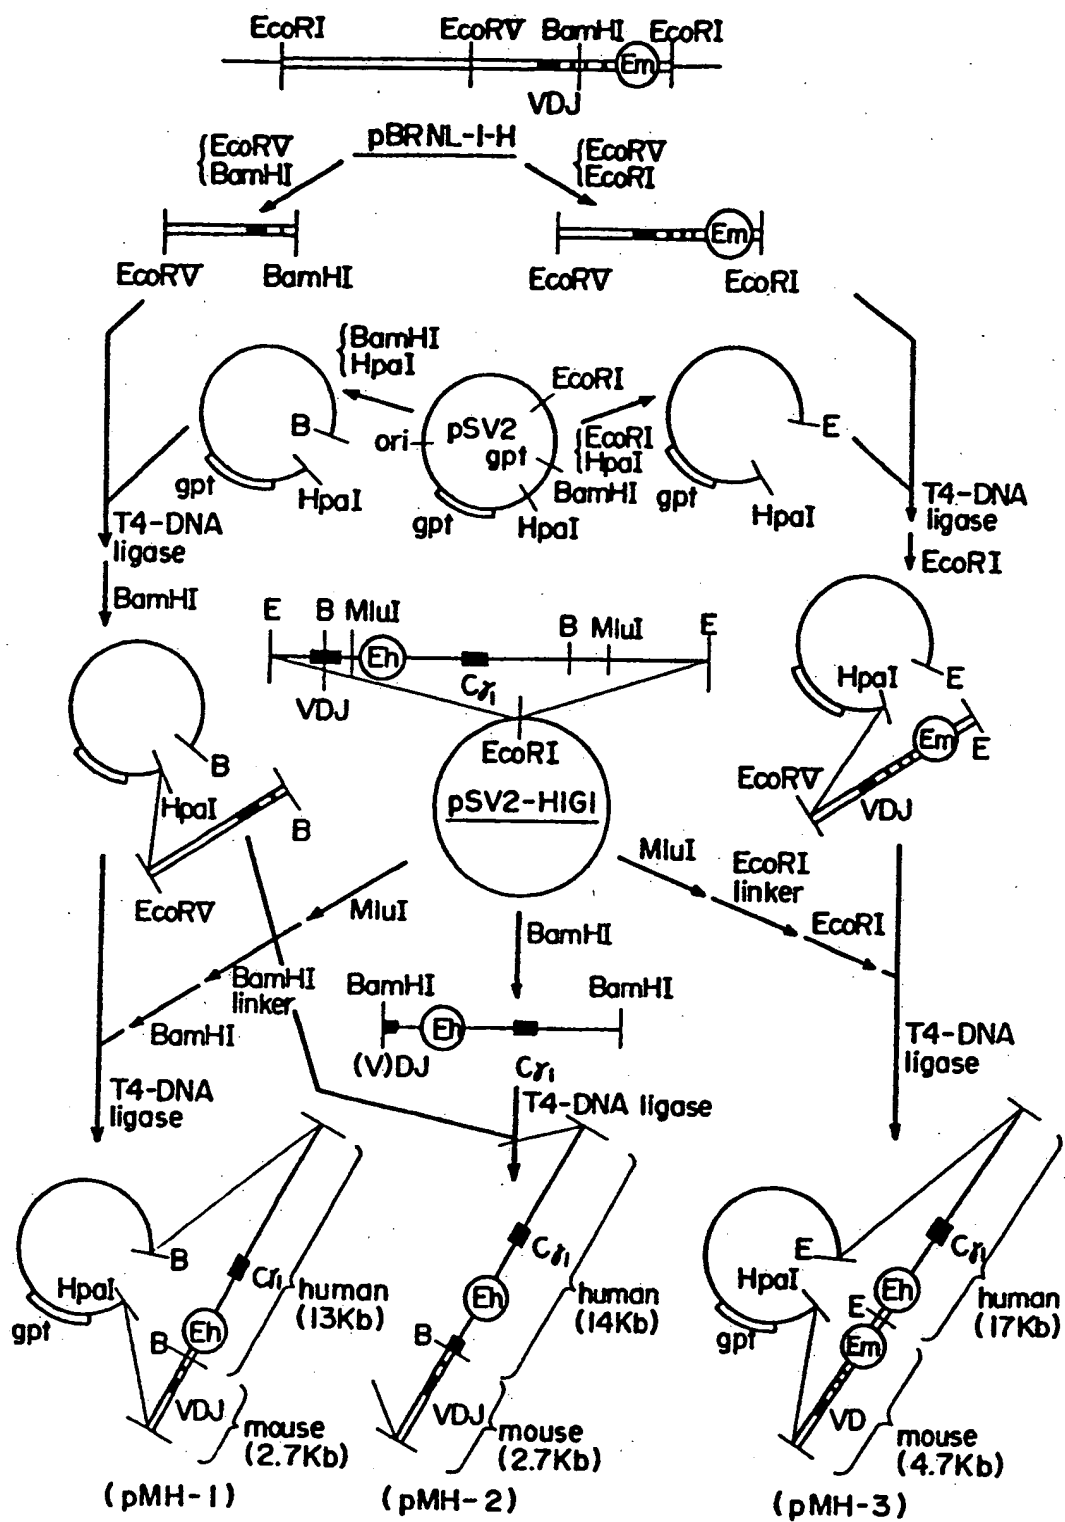 EcoRI EcoRV BamHI EcoRI
Em
VDJ
pBRNL-1-H
EcoRV
BamHI
EcoRV
EcoRI
Em
EcoRV BamHI
EcoRV EcoRI
BamHI
HpaI
EcoRI
B
ori
pSV2
gpt
EcoRI
HpaI
E
gpt
HpaI
gpt
BamHI
HpaI
gpt
HpaI
T4-DNA
ligase
T4-DNA
ligase
BamHI
EcoRI
E B MluI B MluI E
Eh
Cγ1
VDJ
HpaI
E
EcoRI
pSV2-HIGI
B
HpaI
B
EcoRV
Em
E
EcoRV
VDJ
MluI
EcoRI
linker
EcoRI
MluI
BamHI
linker
BamHI
BamHI
BamHI BamHI
Eh
(V)DJ
Cγ1
T4-DNA ligase
T4-DNA
ligase
T4-DNA
ligase
B
HpaI
gpt
Cγ1
Eh
B
VDJ
human
(13Kb)
mouse
(2.7Kb)
(pMH-1)
Cγ1
Eh
B
VDJ
human
(14Kb)
mouse
(2.7Kb)
(pMH-2)
E
HpaI
gpt
Cγ1
Eh
E
Em
VD
human
(17Kb)
mouse
(4.7Kb)
(pMH-3)